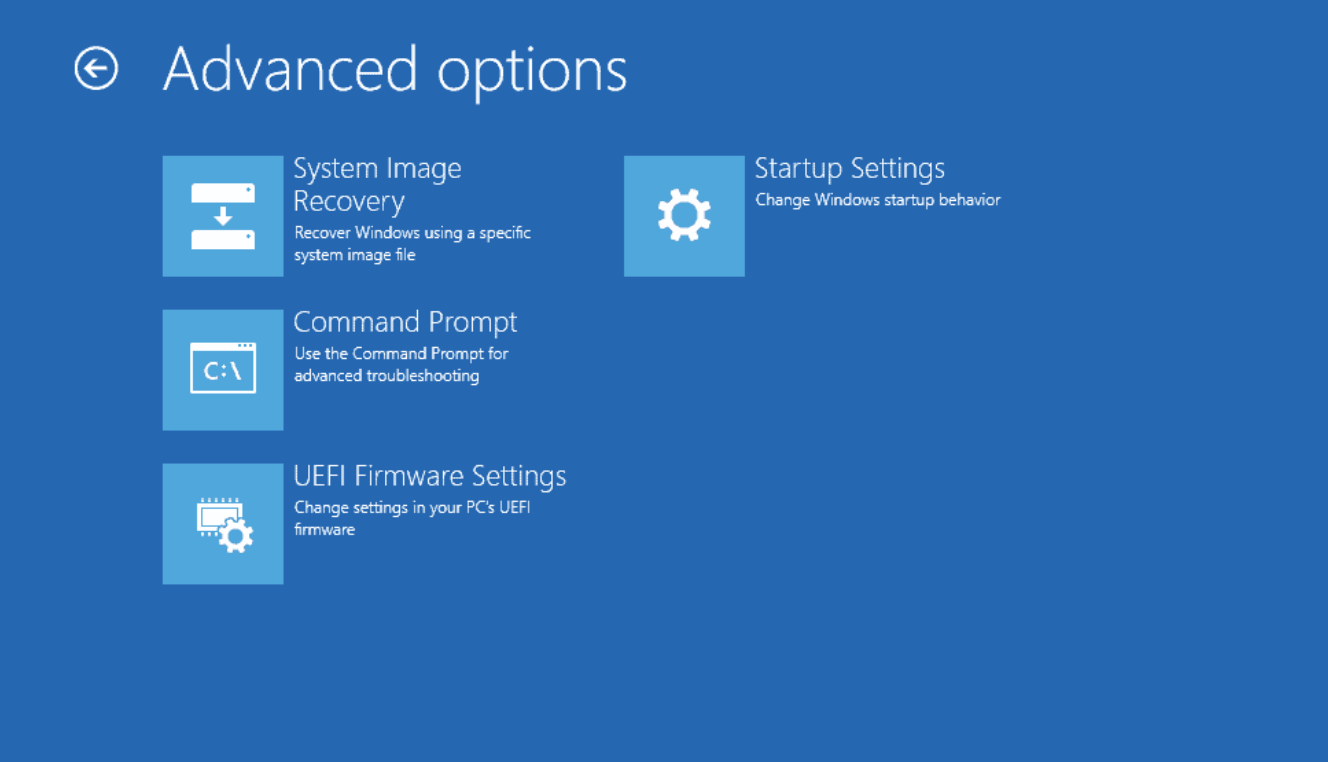 Advanced options
System Image
Recovery
Recover Windows using a specific
system image file
Startup Settings
Change Windows startup behavior
Command Prompt
Use the Command Prompt for
advanced troubleshooting
C:\
UEFI Firmware Settings
Change settings in your PC's UEFI
firmware